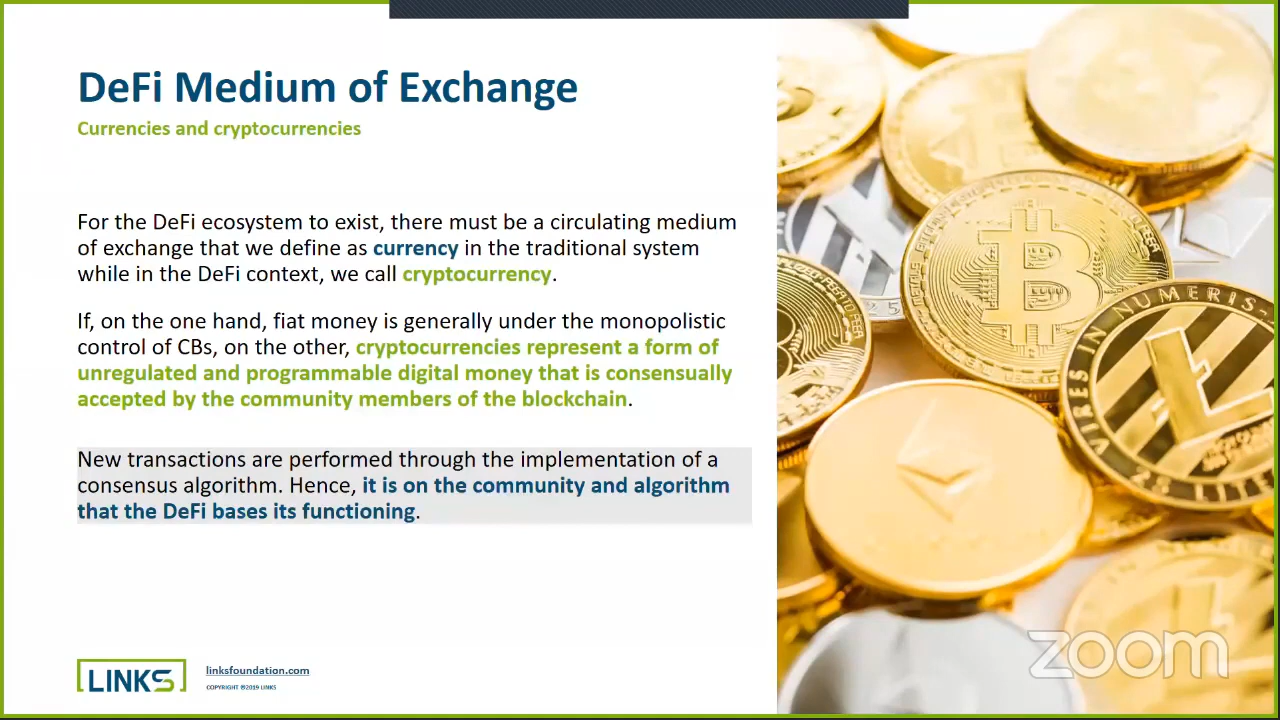 DeFi Medium of Exchange
Currencies and cryptocurrencies
For the DeFi ecosystem to exist, there must be a circulating medium
of exchange that we define as currency in the traditional system
while in the DeFi context, we call cryptocurrency.
If, on the one hand, fiat money is generally under the monopolistic
control of CBs, on the other, cryptocurrencies represent a form of
unregulated and programmable digital money that is consensually
accepted by the community members of the blockchain.
New transactions are performed through the implementation of a
consensus algorithm. Hence, it is on the community and algorithm
that the DeFi bases its functioning.
LINKS
linksfoundation.com
COPYRIGHT ©2019 LINKS
VIRES IN NUMERIS
zoom